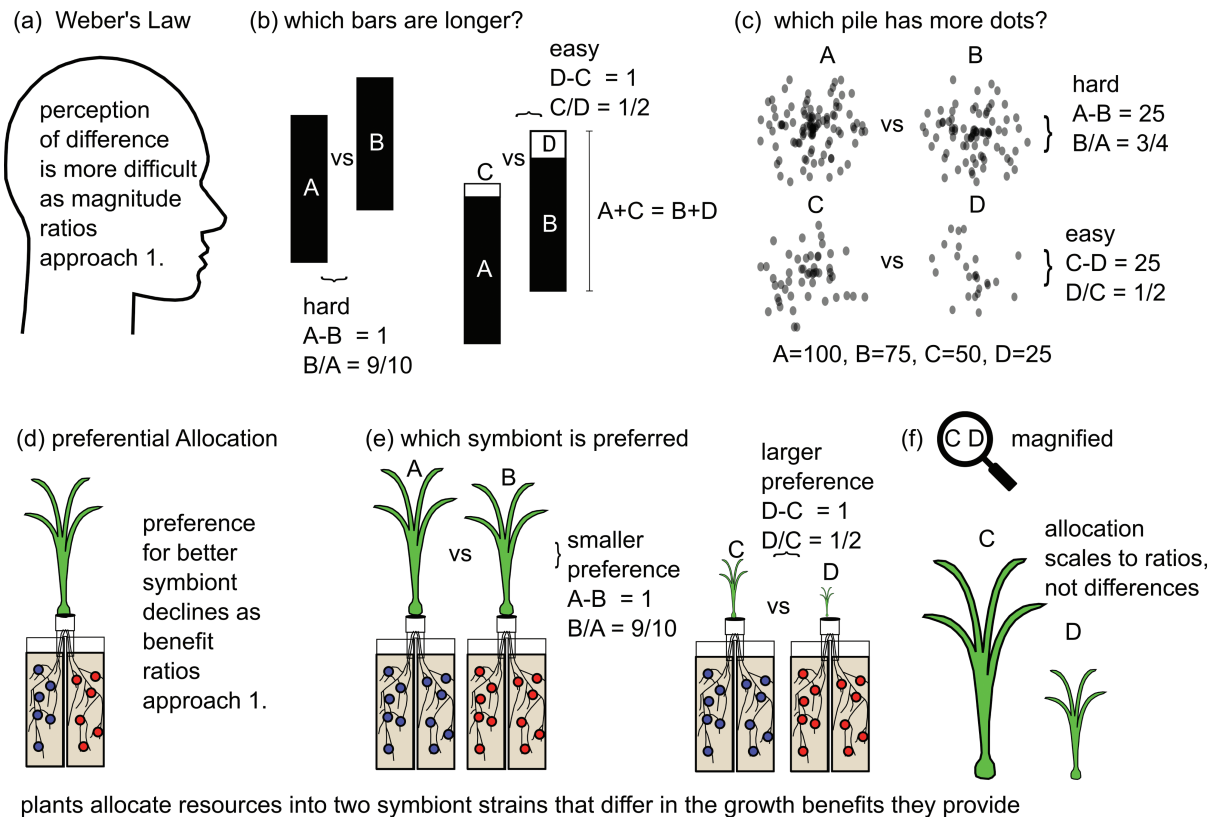 (a) Weber's Law
perception
of difference
is more difficult
as magnitude
ratios
approach 1.
(b) which bars are longer?
A
vs
B
hard
A-B = 1
B/A = 9/10
easy
D-C = 1
C/D = 1/2
C
vs
D
A
B
A+C = B+D
(c) which pile has more dots?
A
B
vs
hard
A-B = 25
B/A = 3/4
C
D
vs
easy
C-D = 25
D/C = 1/2
A=100, B=75, C=50, D=25
(d) preferential Allocation
preference
for better
symbiont
declines as
benefit
ratios
approach 1.
(e) which symbiont is preferred
A
B
vs
smaller
preference
A-B = 1
B/A = 9/10
larger
preference
D-C = 1
D/C = 1/2
C
D
vs
(f)
C D
magnified
C
allocation
scales to ratios,
not differences
D
plants allocate resources into two symbiont strains that differ in the growth benefits they provide